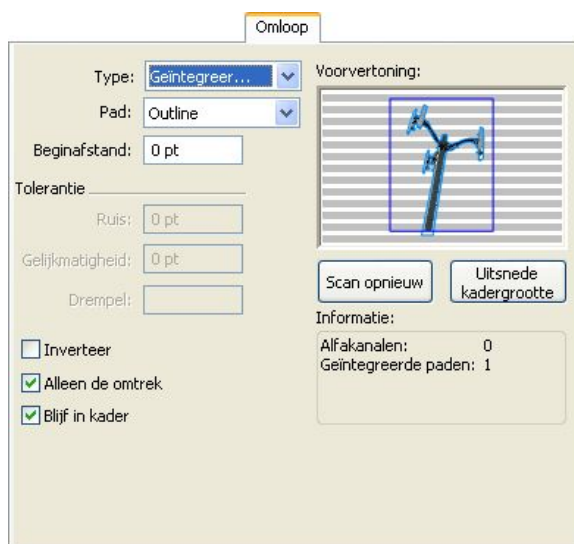 Omloop
Type: Geïntegreer...
Pad: Outline
Beginafstand: 0 pt
Tolerantie
Ruis: 0 pt
Gelijkmatigheid: 0 pt
Drempel:
Inverteer
Alleen de omtrek
Blijf in kader
Voorvertoning:
Scan opnieuw
Uitsnede
kadergrootte
Informatie:
Alfakanalen: 0
Geïntegreerde paden: 1